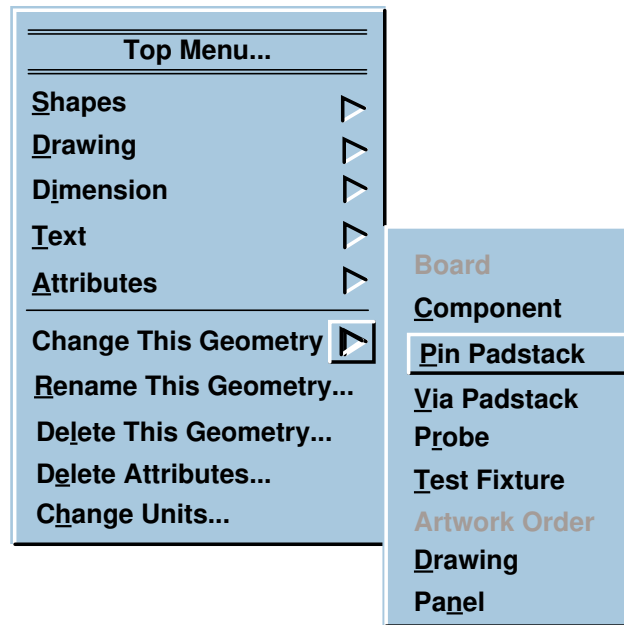 Top Menu...
Shapes
Drawing
Dimension
Text
Attributes
Change This Geometry
Rename This Geometry...
Delete This Geometry...
Delete Attributes...
Change Units...
Board
Component
Pin Padstack
Via Padstack
Probe
Test Fixture
Artwork Order
Drawing
Panel